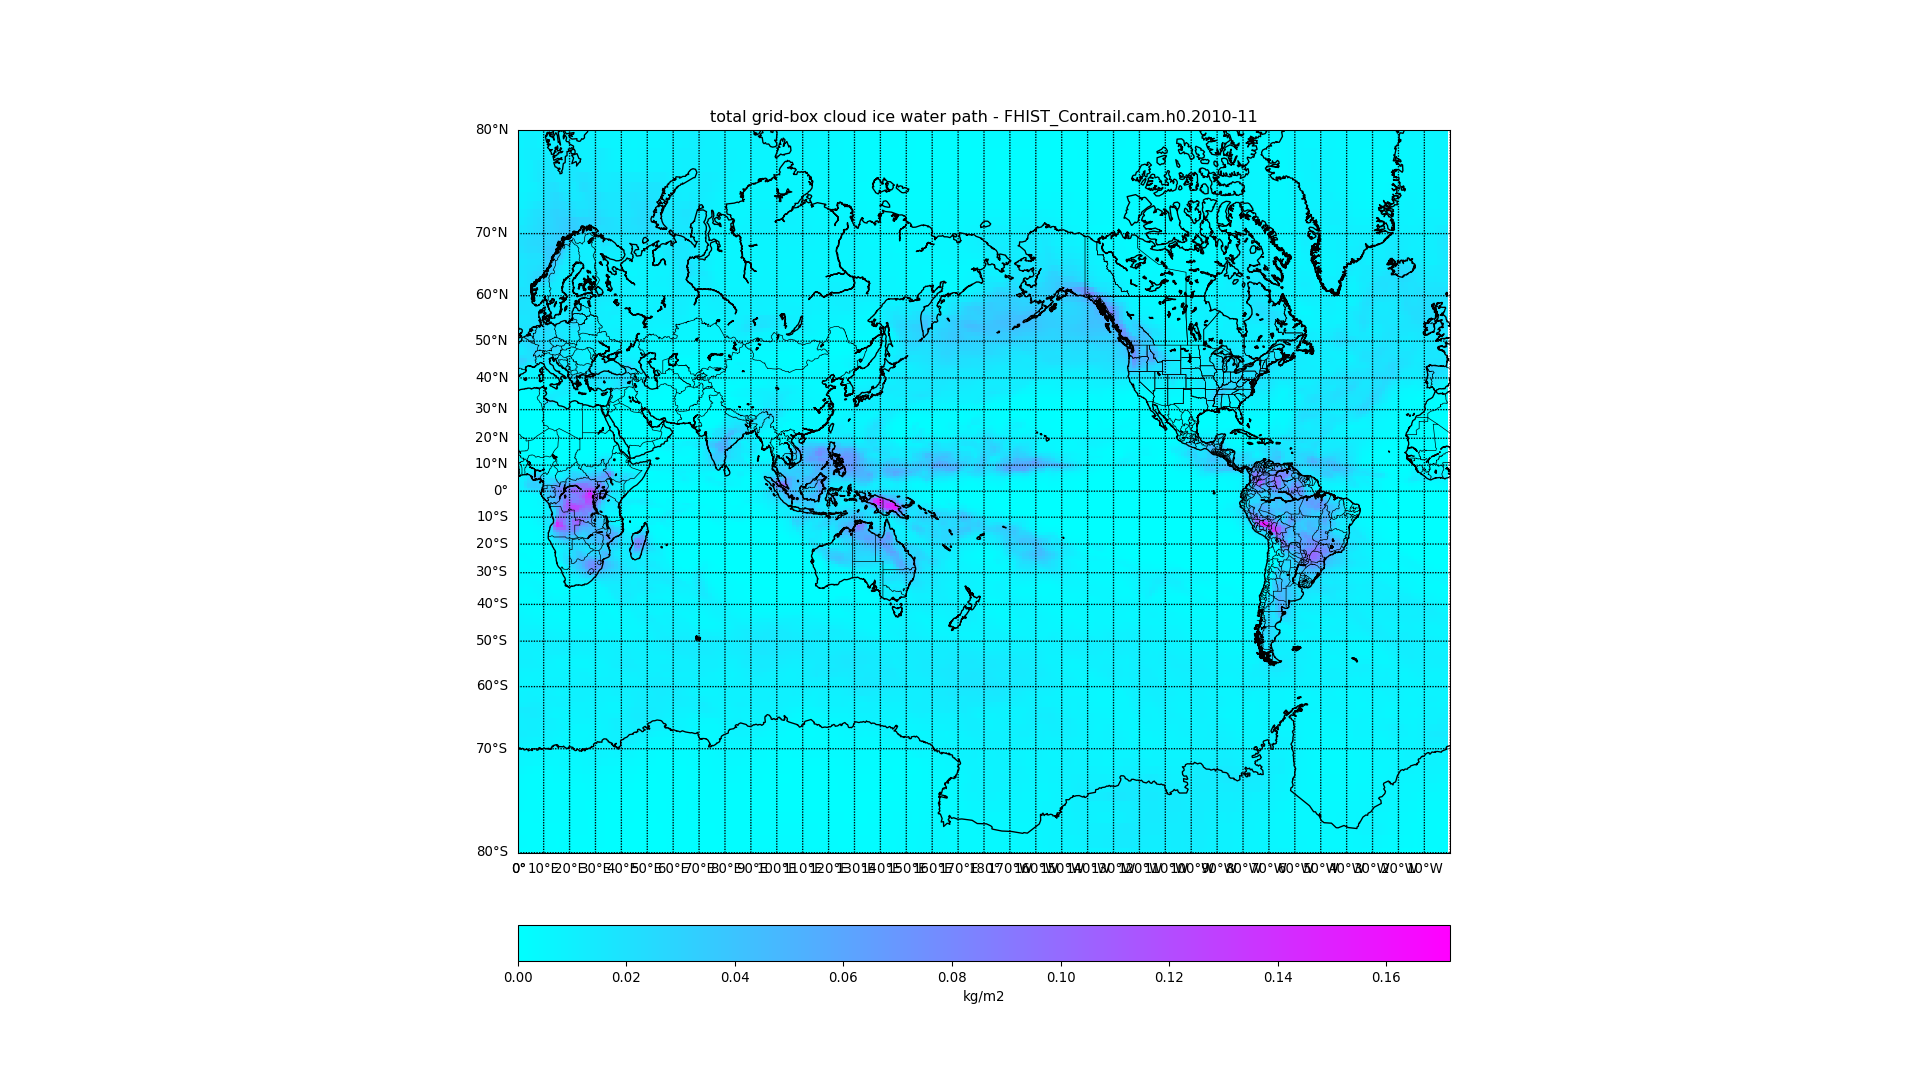 total grid-box cloud ice water path - FHIST_Contrail.cam.h0.2010-11
80°N
70°N
60°N
50°N
40°N
30°N
20°N
10°N
0°
10°S
20°S
30°S
40°S
50°S
60°S
70°S
80°S
0° 10°E 20°E 30°E 40°E 50°E 60°E 70°E 80°E 90°E 100°E 110°E 120°E 130°E 140°E 150°E 160°E 170°E 180° 170°W 160°W 150°W 140°W 130°W 120°W 110°W 100°W 90°W 80°W 70°W 60°W 50°W 40°W 30°W 20°W 10°W
0.00 0.02 0.04 0.06 0.08 0.10 0.12 0.14 0.16
kg/m2